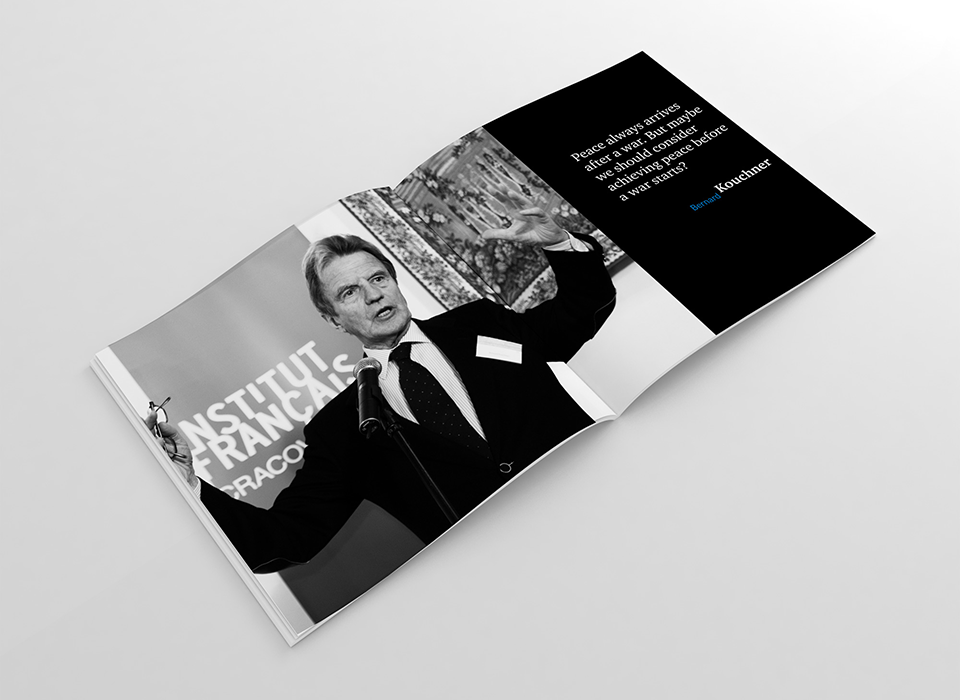 NSTITUT
FRANÇAIS
CRACOV
Peace always arrives
after a war. But maybe
we should consider
achieving peace before
a war starts?
Bernard Kouchner